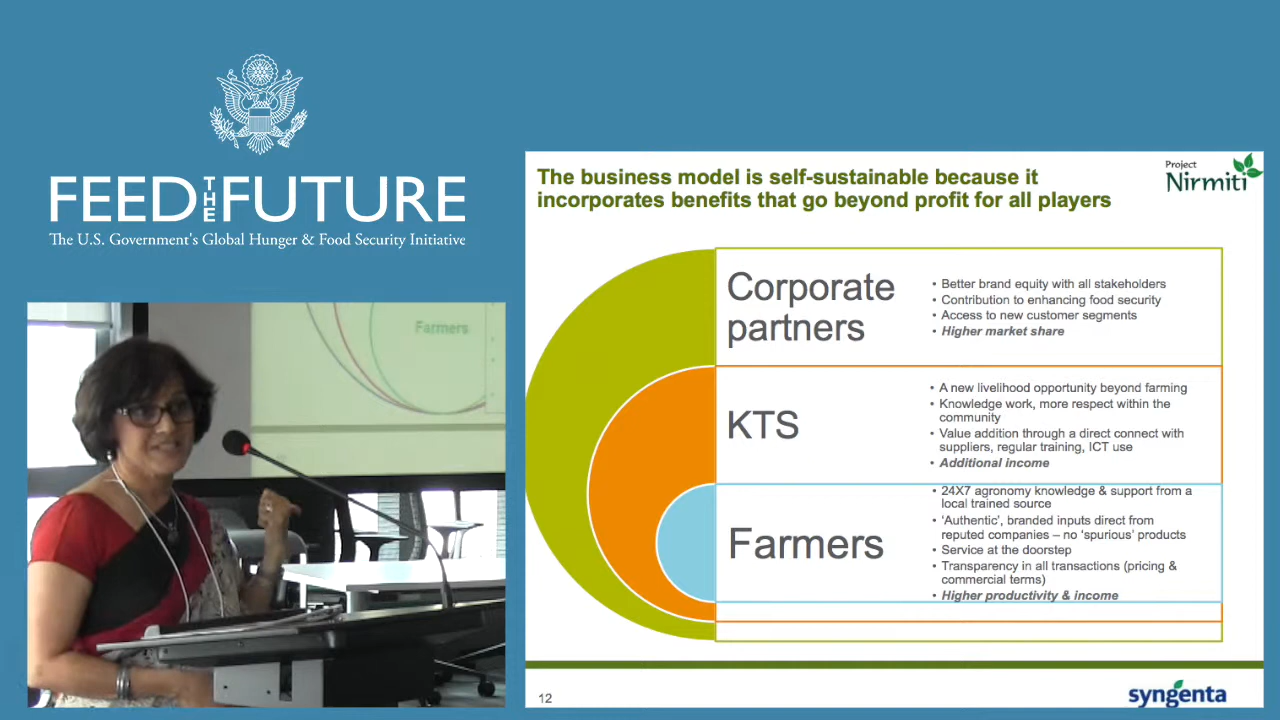 FEED THE FUTURE
The U.S. Government's Global Hunger & Food Security Initiative
Farmers
The business model is self-sustainable because it
incorporates benefits that go beyond profit for all players
Project
Nirmiti
Corporate
partners
• Better brand equity with all stakeholders
• Contribution to enhancing food security
• Access to new customer segments
• Higher market share
KTS
• A new livelihood opportunity beyond farming
• Knowledge work, more respect within the
community
• Value addition through a direct connect with
suppliers, regular training, ICT use
• Additional income
Farmers
• 24X7 agronomy knowledge & support from a
local trained source
• ‘Authentic’, branded inputs direct from
reputed companies – no ‘spurious’ products
• Service at the doorstep
• Transparency in all transactions (pricing &
commercial terms)
• Higher productivity & income
12
syngenta